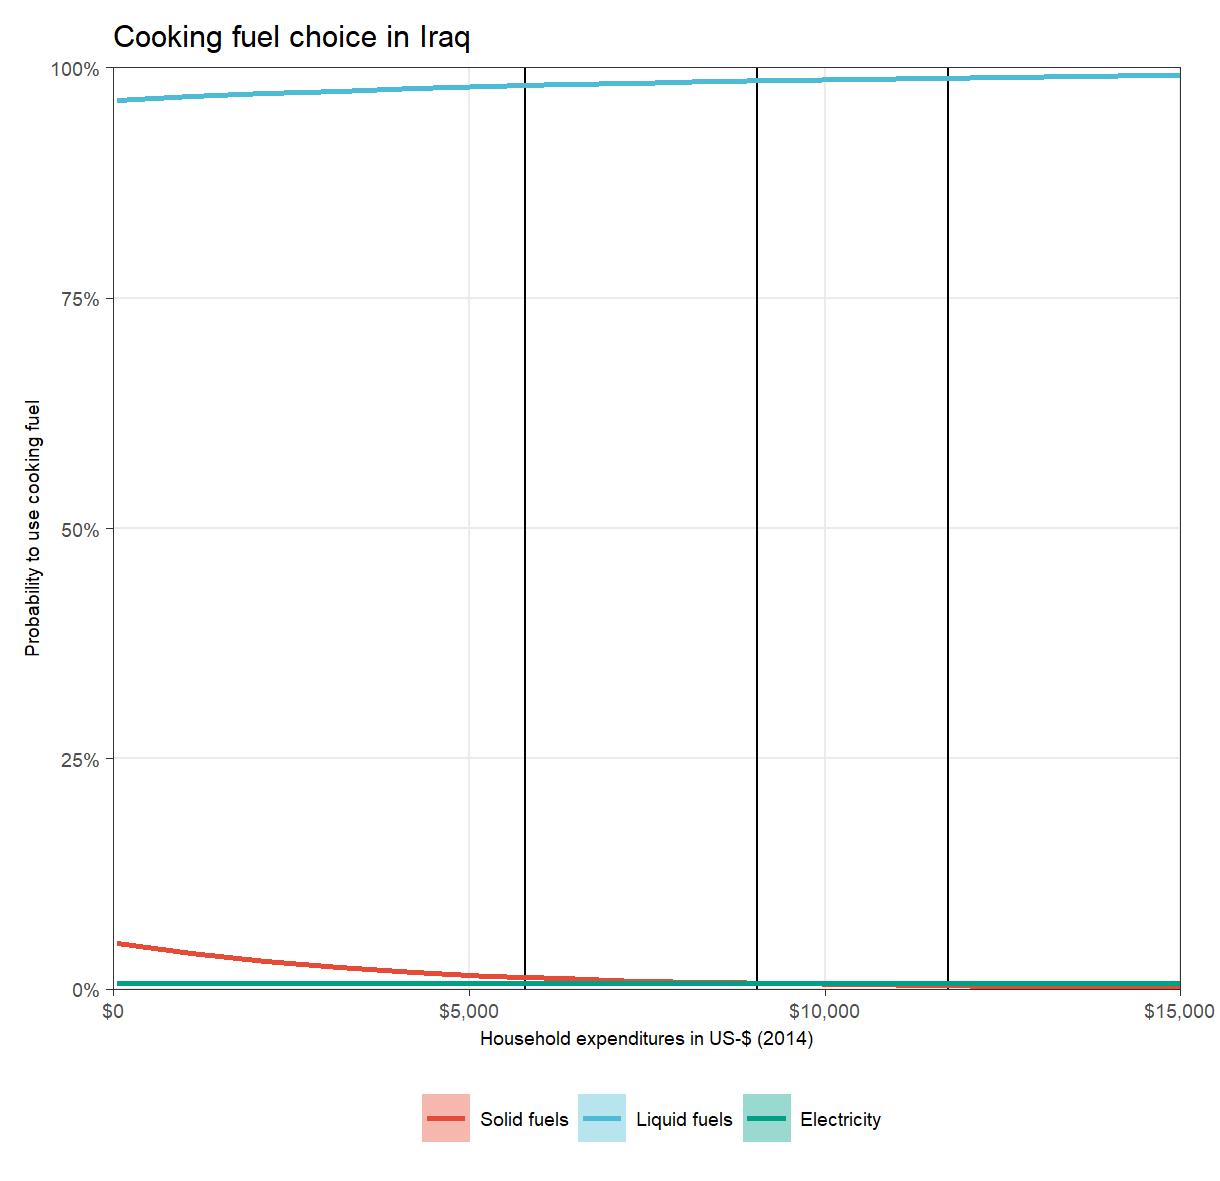 Cooking fuel choice in Iraq
100%
75%
50%
25%
0%
Probability to use cooking fuel
$0 $5,000 $10,000 $15,000
Household expenditures in US-$ (2014)
Solid fuels Liquid fuels Electricity